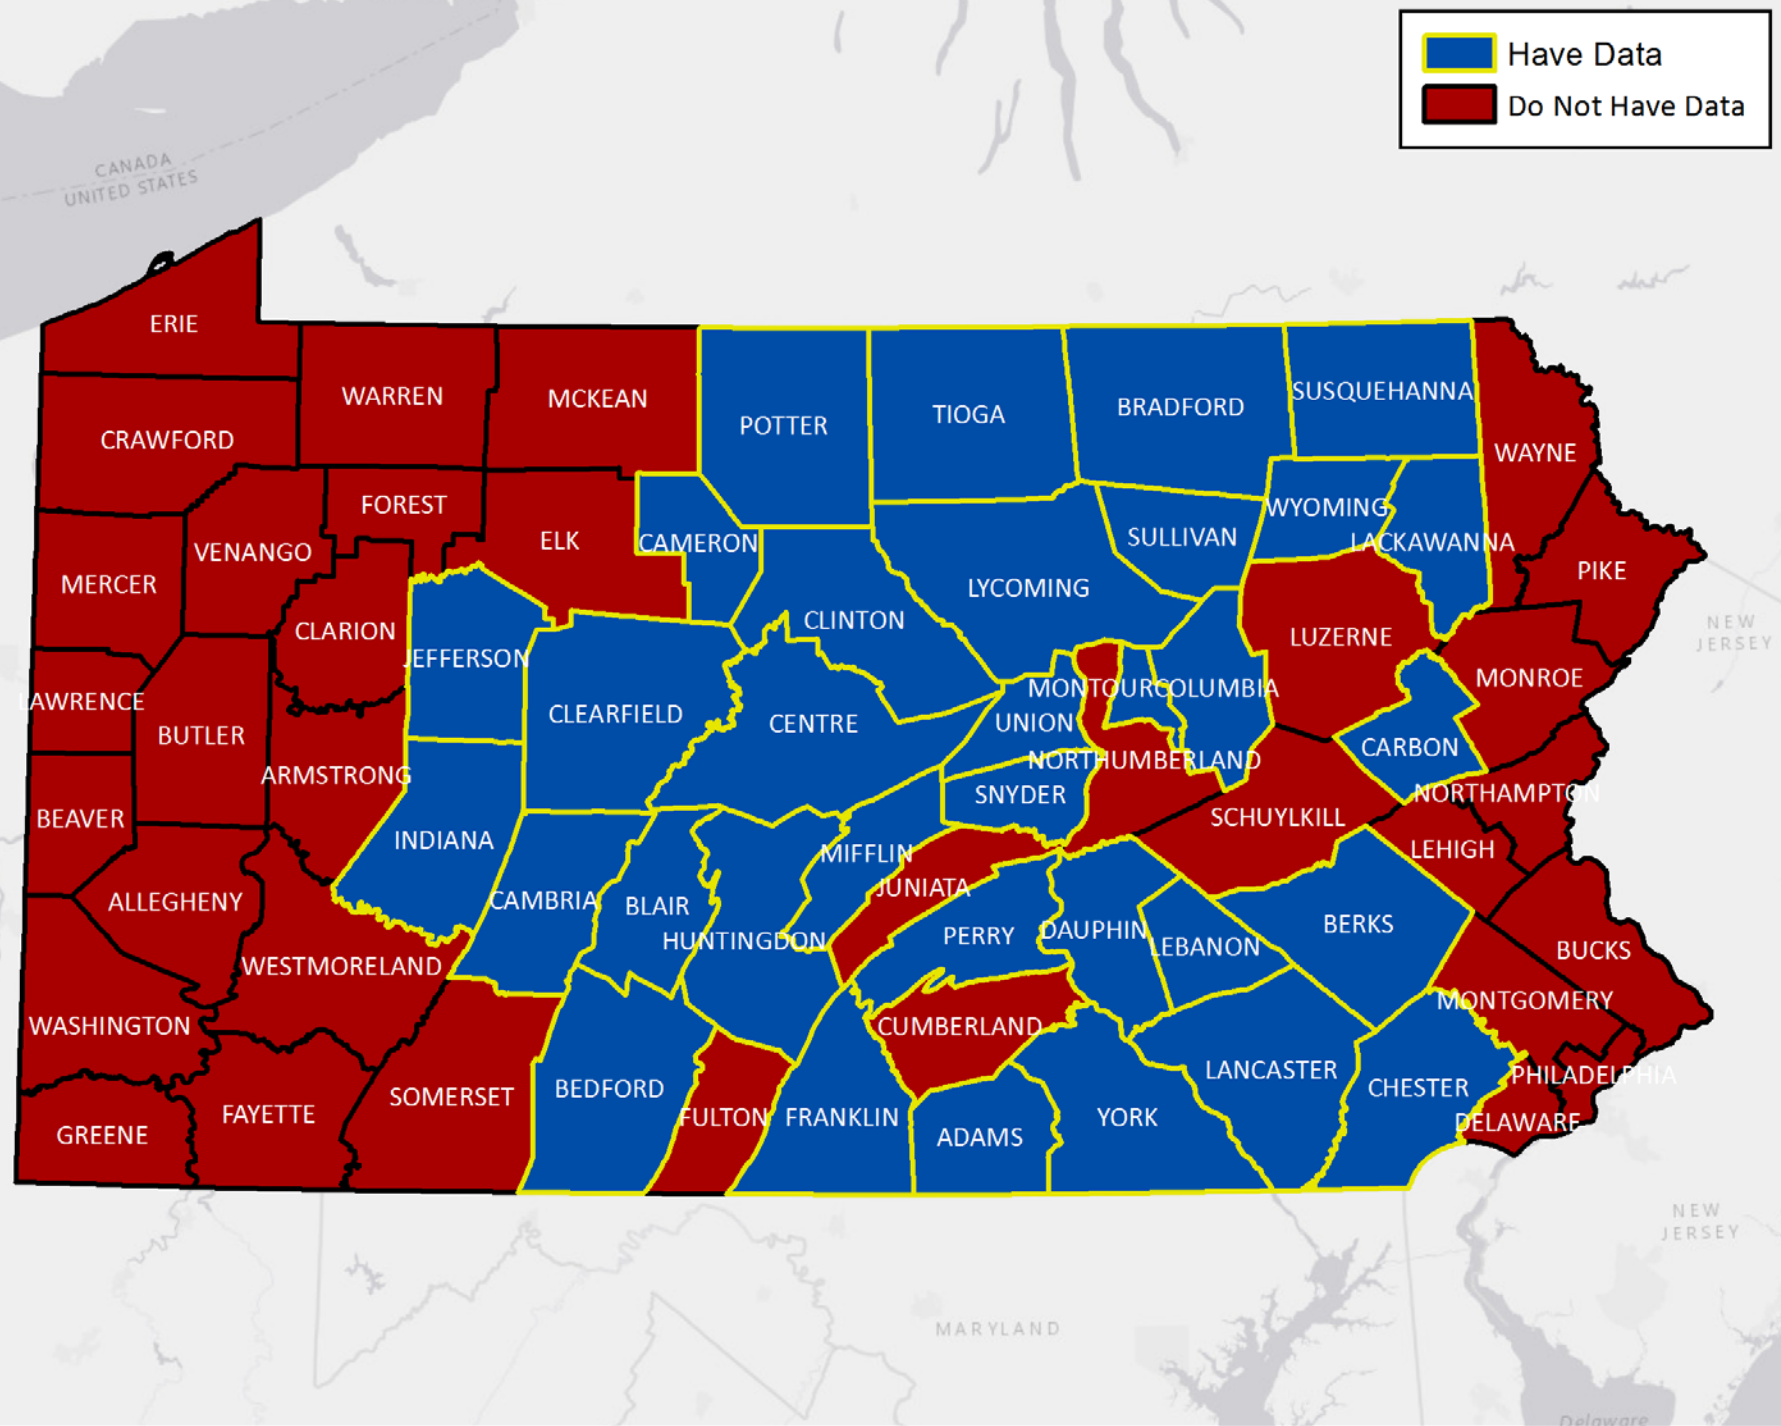 Have Data
Do Not Have Data
CANADA
UNITED STATES
ERIE
WARREN
MCKEAN
POTTER
TIOGA
BRADFORD
SUSQUEHANNA
CRAWFORD
WAYNE
FOREST
WYOMING
VENANGO
ELK
CAMERON
SULLIVAN
LACKAWANNA
MERCER
LYCOMING
PIKE
CLARION
CLINTON
LUZERNE
NEW
JERSEY
JEFFERSON
MONROE
LAWRENCE
CLEARFIELD
CENTRE
MONTOUR
COLUMBIA
BUTLER
UNION
CARBON
ARMSTRONG
NORTHUMBERLAND
SNYDER
NORTHAMPTON
BEAVER
SCHUYLKILL
INDIANA
MIFFLIN
LEHIGH
JUNIATA
ALLEGHENY
CAMBRIA
BLAIR
BERKS
HUNTINGDON
PERRY
DAUPHIN
LEBANON
BUCKS
WESTMORELAND
MONTGOMERY
WASHINGTON
CUMBERLAND
LANCASTER
PHILADELPHIA
SOMERSET
BEDFORD
CHESTER
FAYETTE
FULTON
FRANKLIN
YORK
DELAWARE
GREENE
ADAMS
NEW
JERSEY
MARYLAND
Delaware